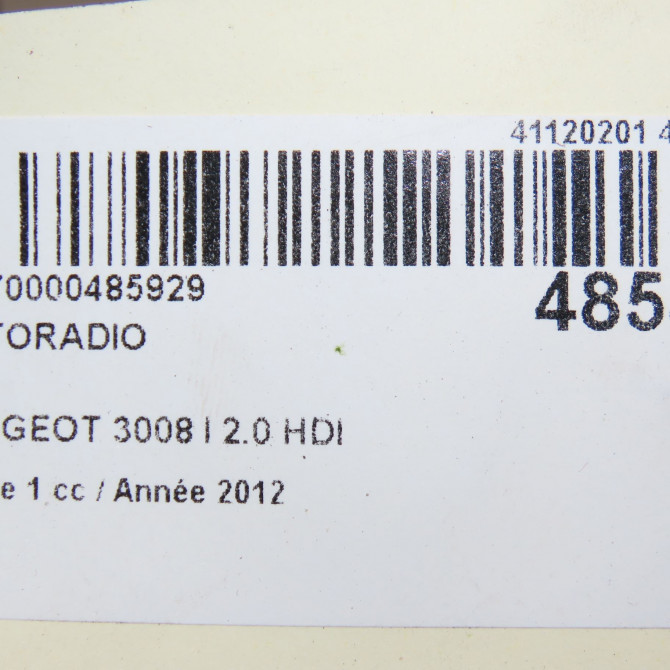 41120201 4
70000485929
485
TORADIO
GEOT 3008 I 2.0 HDI
e 1 cc / Année 2012